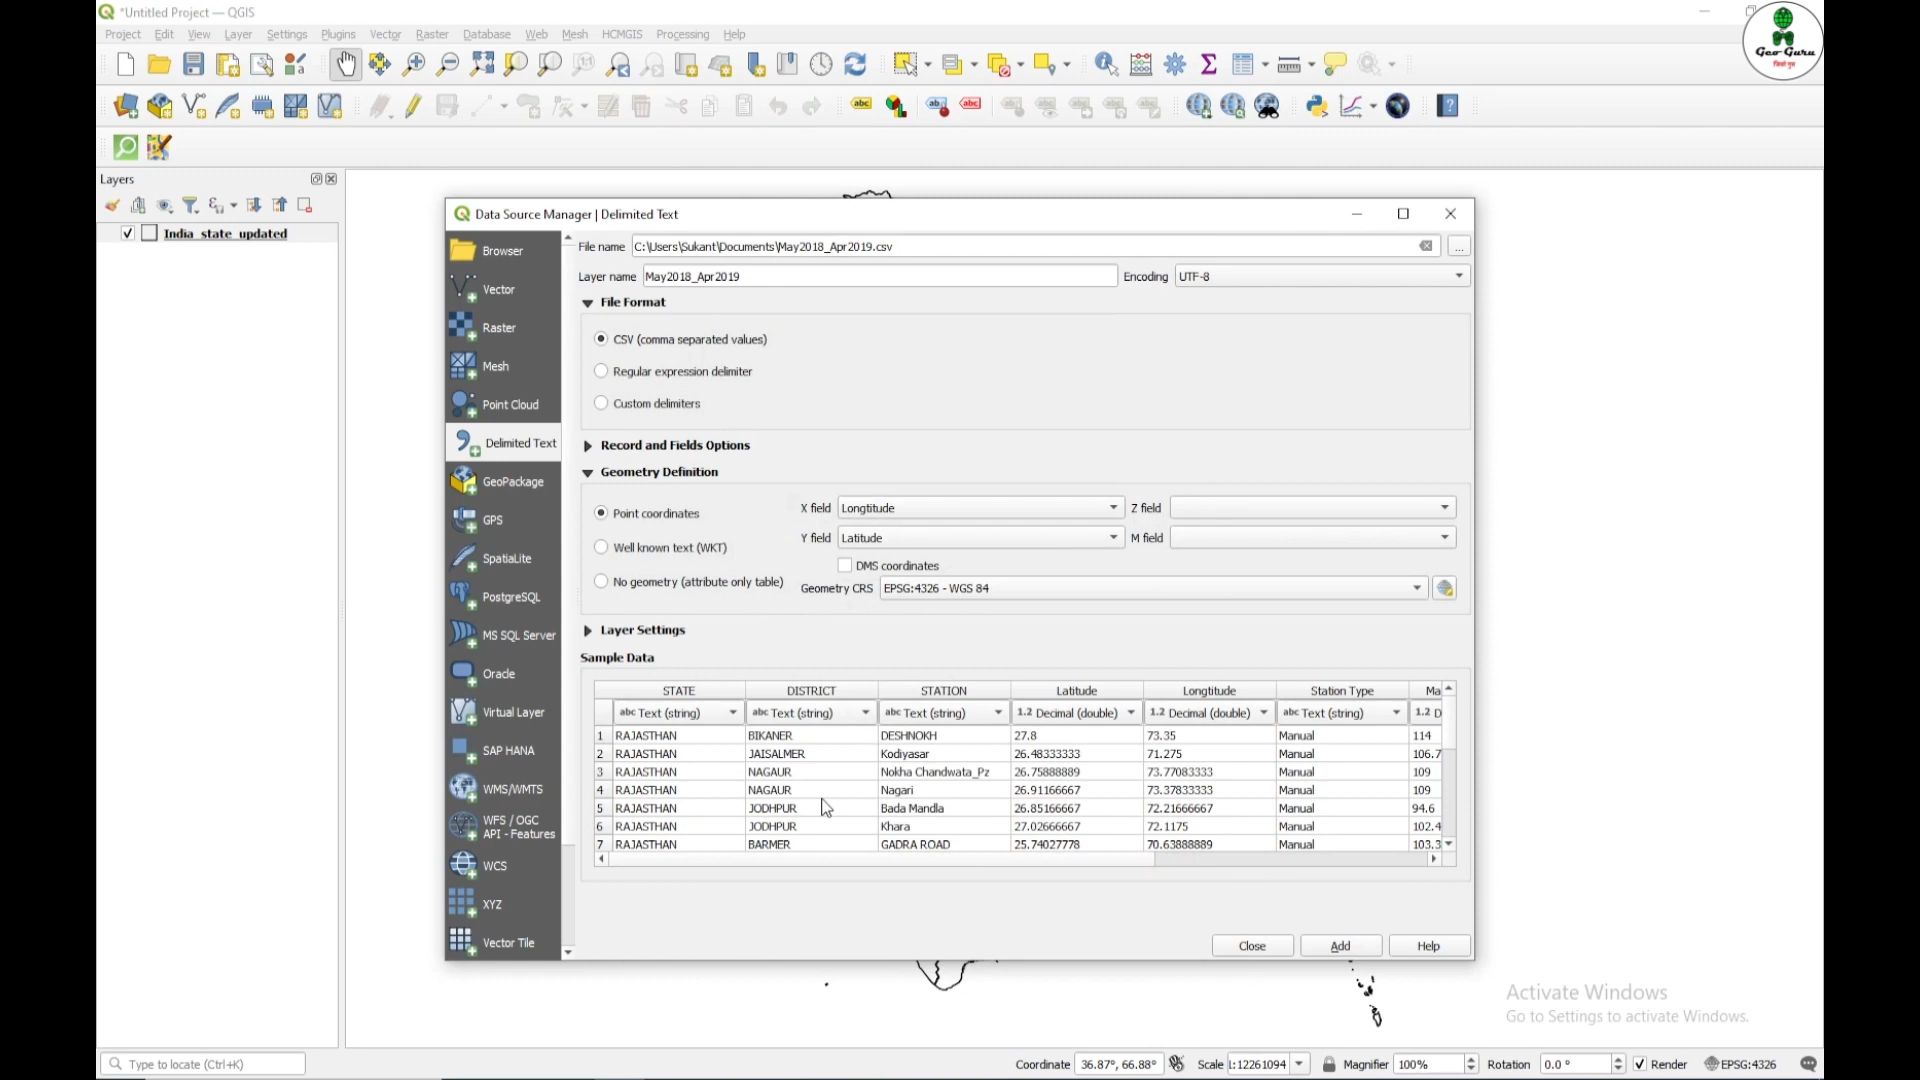 *Untitled Project — QGIS
Project Edit View Layer Settings Plugins Vector Raster Database Web Mesh HCMGIS Processing Help
Geo Guru
Layers
India_state_updated
Data Source Manager | Delimited Text
Browser
Vector
Raster
Mesh
Point Cloud
Delimited Text
GeoPackage
GPS
SpatiaLite
PostgreSQL
MS SQL Server
Oracle
Virtual Layer
SAP HANA
WMS/WMTS
WFS / OGC
API - Features
WCS
XYZ
Vector Tile
File name C:\Users\Sukant\Documents\May2018_Apr2019.csv ...
Layer name May2018_Apr2019 Encoding UTF-8
File Format
CSV (comma separated values)
Regular expression delimiter
Custom delimiters
Record and Fields Options
Geometry Definition
Point coordinates X field Longtitude Z field
Well known text (WKT) Y field Latitude M field
DMS coordinates
No geometry (attribute only table) Geometry CRS EPSG:4326 - WGS 84
Layer Settings
Sample Data
STATE DISTRICT STATION Latitude Longtitude Station Type Ma
abc Text (string) abc Text (string) abc Text (string) 1.2 Decimal (double) 1.2 Decimal (double) abc Text (string) 1.2 D
1 RAJASTHAN BIKANER DESHNOKH 27.8 73.35 Manual 114
2 RAJASTHAN JAISALMER Kodiyasar 26.48333333 71.275 Manual 106.7
3 RAJASTHAN NAGAUR Nokha Chandwata_Pz 26.75888889 73.77083333 Manual 109
4 RAJASTHAN NAGAUR Nagari 26.91166667 73.37833333 Manual 109
5 RAJASTHAN JODHPUR Bada Mandla 26.85166667 72.21666667 Manual 94.6
6 RAJASTHAN JODHPUR Khara 27.02666667 72.1175 Manual 102.4
7 RAJASTHAN BARMER GADRA ROAD 25.74027778 70.63888889 Manual 103.3
Close Add Help
Activate Windows
Go to Settings to activate Windows.
Type to locate (Ctrl+K) Coordinate 36.87°, 66.88° Scale 1:12261094 Magnifier 100% Rotation 0.0 ° Render EPSG:4326